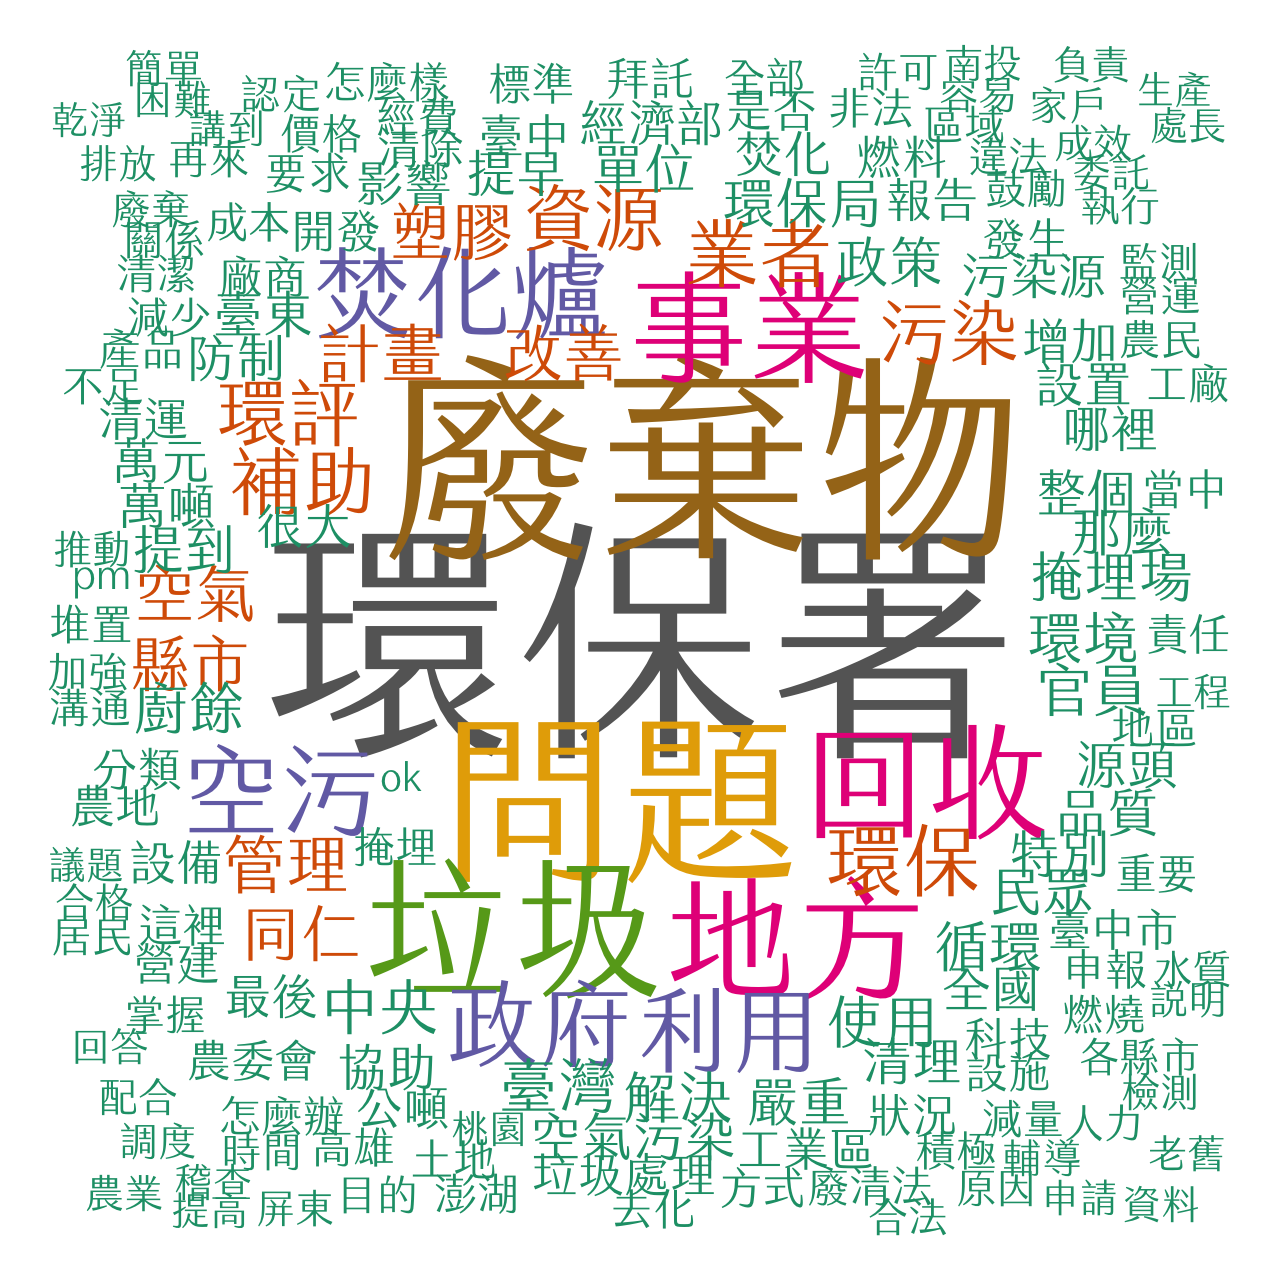 簡單 認定 怎麼樣 標準 拜託 全部 許可 南投 負責 生產
乾淨 困難 講到 價格 經費 清除 臺中 經濟部 是否 非法 容易 區域 家戶 成效 處長
排放 再來 要求 影響 提早 單位 焚化 燃料 違法 委託
廢棄 成本 開發 塑膠 資源 環保局 報告 鼓勵 執行
關係 清潔 廠商 焚化爐 業者 政策 發生 污染源 監測 營運
減少 臺東 計畫 改善 事業 污染 增加 農民
產品 防制 不足 環評 設置 工廠
清運 廢棄物 哪裡
萬元 補助 整個 當中
萬噸 很大 那麼
推動 提到 環保署 掩埋場
pm 空氣 堆置 環境 責任
加強 縣市 官員 工程
溝通 廚餘 地區
分類 空污 ok 問題 回收 源頭
農地 掩埋 品質
議題 設備 管理 環保 特別 重要
合格 垃圾 地方 民眾
居民 這裡 同仁 循環 臺中市
營建 最後 中央 政府 利用 全國 申報 水質
掌握 使用 燃燒 説明
回答 農委會 協助 清理 科技 設施 各縣市
配合 怎麼辦 公噸 臺灣 解決 嚴重 狀況 減量 人力 檢測
調度 時間 高雄 桃園 土地 空氣污染 工業區 積極 輔導 老舊
農業 稽查 提高 屏東 目的 澎湖 垃圾處理 去化 方式 廢清法 合法 原因 申請 資料